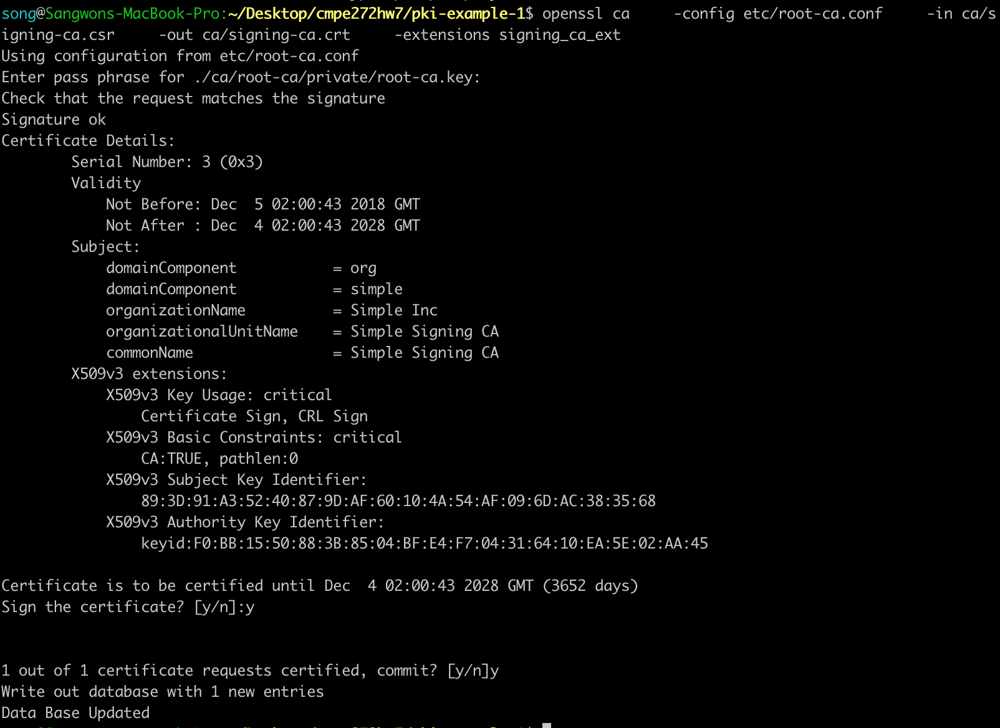 song@Sangwons-MacBook-Pro:~/Desktop/cmpe272hw7/pki-example-1$ openssl ca     -config etc/root-ca.conf     -in ca/s
igning-ca.csr     -out ca/signing-ca.crt     -extensions signing_ca_ext
Using configuration from etc/root-ca.conf
Enter pass phrase for ./ca/root-ca/private/root-ca.key:
Check that the request matches the signature
Signature ok
Certificate Details:
        Serial Number: 3 (0x3)
        Validity
            Not Before: Dec  5 02:00:43 2018 GMT
            Not After : Dec  4 02:00:43 2028 GMT
        Subject:
            domainComponent           = org
            domainComponent           = simple
            organizationName          = Simple Inc
            organizationalUnitName    = Simple Signing CA
            commonName                = Simple Signing CA
        X509v3 extensions:
            X509v3 Key Usage: critical
                Certificate Sign, CRL Sign
            X509v3 Basic Constraints: critical
                CA:TRUE, pathlen:0
            X509v3 Subject Key Identifier:
                89:3D:91:A3:52:40:87:9D:AF:60:10:4A:54:AF:09:6D:AC:38:35:68
            X509v3 Authority Key Identifier:
                keyid:F0:BB:15:50:88:3B:85:04:BF:E4:F7:04:31:64:10:EA:5E:02:AA:45
Certificate is to be certified until Dec  4 02:00:43 2028 GMT (3652 days)
Sign the certificate? [y/n]:y
1 out of 1 certificate requests certified, commit? [y/n]y
Write out database with 1 new entries
Data Base Updated